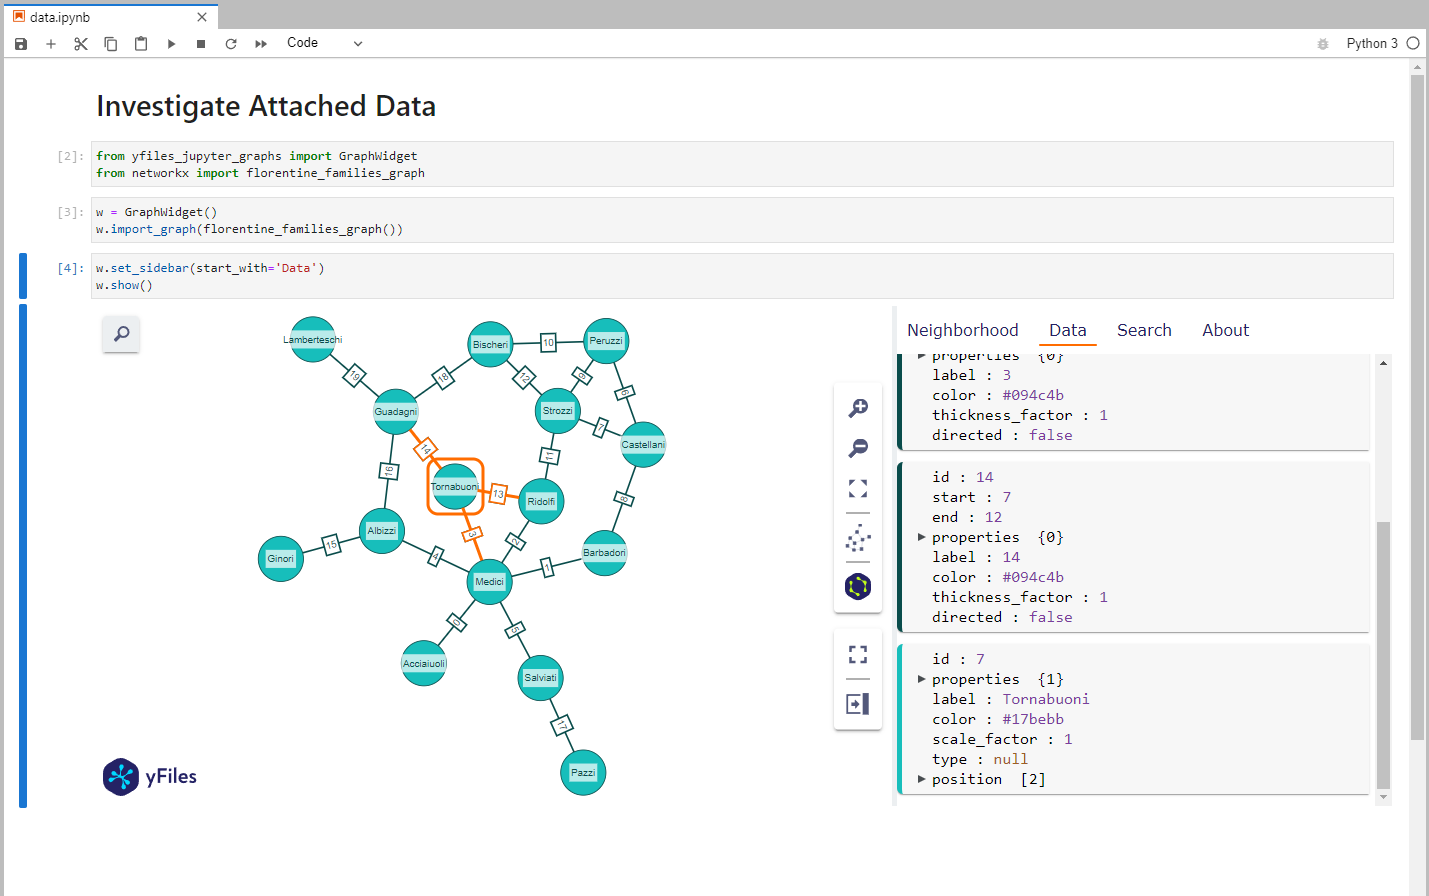 data.ipynb
Code
Python 3
Investigate Attached Data
[2]:
from yfiles_jupyter_graphs import GraphWidget
from networkx import florentine_families_graph
[3]:
w = GraphWidget()
w.import_graph(florentine_families_graph())
[4]:
w.set_sidebar(start_with='Data')
w.show()
Lamberteschi
Bischeri
10
Peruzzi
19
18
12
9
6
Guadagni
Strozzi
7
Castellani
14
11
16
Tornabuoni
13
Ridolfi
8
Albizzi
3
2
15
4
Ginori
Barbadori
1
Medici
0
5
Acciaiuoli
Salviati
17
Pazzi
yFiles
Neighborhood Data Search About
properties {0}
label : 3
color : #094c4b
thickness_factor : 1
directed : false
id : 14
start : 7
end : 12
properties {0}
label : 14
color : #094c4b
thickness_factor : 1
directed : false
id : 7
properties {1}
label : Tornabuoni
color : #17bebb
scale_factor : 1
type : null
position [2]